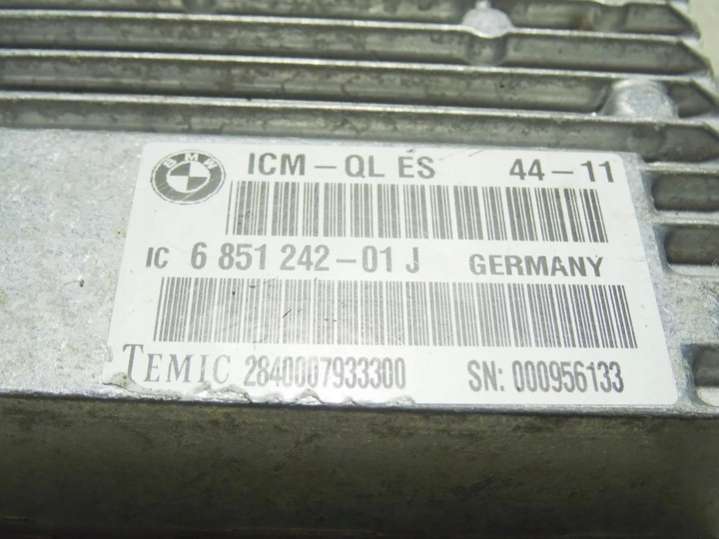 BMW
ICM-QL ES 44-11
IC 6 851 242-01 J GERMANY
TEMIC 2840007933300 SN: 000956133